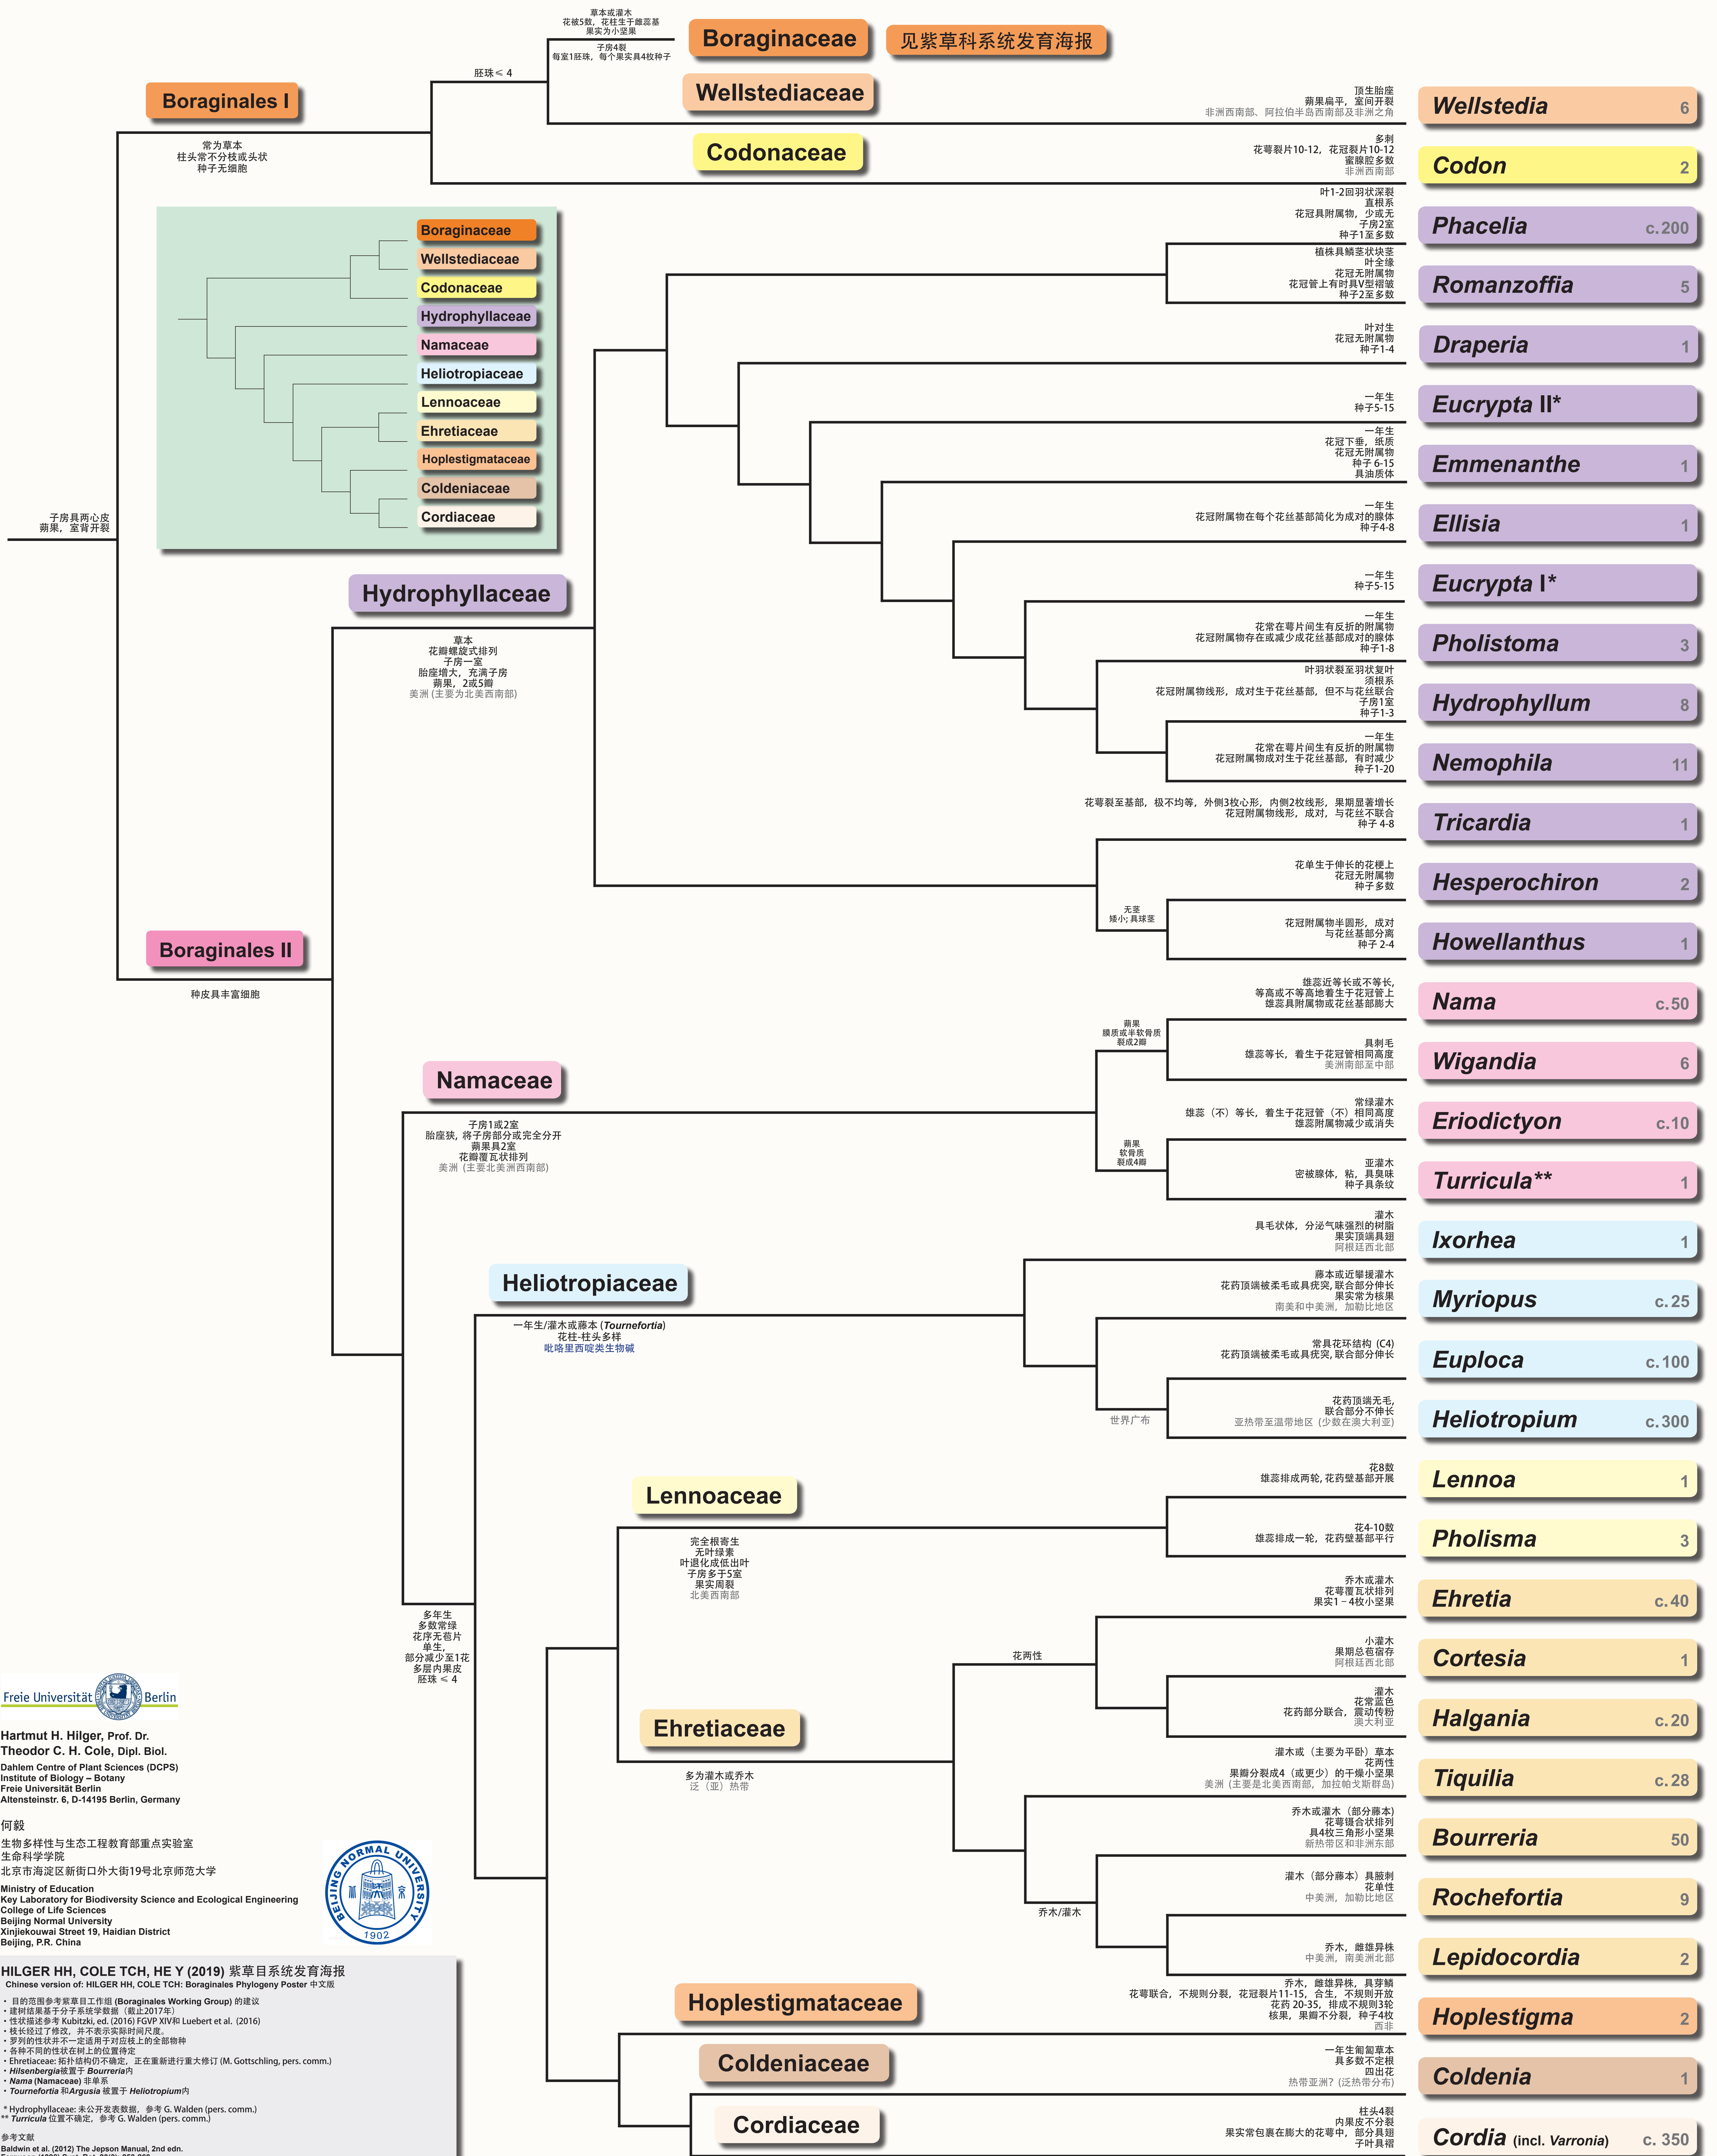 草本或灌木
花被5数，花柱生于雌蕊基
果实为小坚果
子房4裂
每室1胚珠，每个果实具4枚种子
Boraginaceae
见紫草科系统发育海报
胚珠≤ 4
Boraginales I
常为草本
柱头常不分枝或头状
种子无细胞
Wellstediaceae
顶生胎座
蒴果扁平，室间开裂
非洲西南部、阿拉伯半岛西南部及非洲之角
Wellstedia 6
Codonaceae
多刺
花萼裂片10-12，花冠裂片10-12
蜜腺腔多数
非洲西南部
Codon 2
Boraginaceae
Wellstediaceae
Codonaceae
Hydrophyllaceae
Namaceae
Heliotropiaceae
Lennoaceae
Ehretiaceae
Hoplestigmataceae
Coldeniaceae
Cordiaceae
子房具两心皮
蒴果，室背开裂
叶1-2回羽状深裂
直根系
花冠具附属物，少或无
子房2室
种子1至多数
Phacelia c.200
植株具鳞茎状块茎
叶全缘
花冠无附属物
花冠管上有时具V型褶皱
种子2至多数
Romanzoffia 5
叶对生
花冠无附属物
种子1-4
Draperia 1
一年生
种子5-15
Eucrypta II*
一年生
花冠下垂，纸质
花冠无附属物
种子 6-15
具油质体
Emmenanthe 1
一年生
花冠附属物在每个花丝基部简化为成对的腺体
种子4-8
Ellisia 1
一年生
种子5-15
Eucrypta I*
一年生
花常在萼片间生有反折的附属物
花冠附属物存在或减少成花丝基部成对的腺体
种子1-8
Pholistoma 3
叶羽状裂至羽状复叶
须根系
花冠附属物线形，成对生于花丝基部，但不与花丝联合
子房1室
种子1-3
Hydrophyllum 8
一年生
花常在萼片间生有反折的附属物
花冠附属物成对生于花丝基部，有时减少
种子1-20
Nemophila 11
Hydrophyllaceae
草本
花瓣螺旋式排列
子房一室
胎座增大，充满子房
蒴果，2或5瓣
美洲 (主要为北美西南部)
花萼裂至基部，极不均等，外侧3枚心形，内侧2枚线形，果期显著增长
花冠附属物线形，成对，与花丝不联合
种子 4-8
Tricardia 1
花单生于伸长的花梗上
花冠无附属物
种子多数
Hesperochiron 2
无茎
矮小; 具球茎
花冠附属物半圆形，成对
与花丝基部分离
种子 2-4
Howellanthus 1
Boraginales II
种皮具丰富细胞
雄蕊近等长或不等长,
等高或不等高地着生于花冠管上
雄蕊具附属物或花丝基部膨大
Nama c.50
蒴果
膜质或半软骨质
裂成2瓣
具刺毛
雄蕊等长，着生于花冠管相同高度
美洲南部至中部
Wigandia 6
Namaceae
子房1或2室
胎座狭，将子房部分或完全分开
蒴果具2室
花瓣覆瓦状排列
美洲 (主要北美洲西南部)
常绿灌木
雄蕊（不）等长，着生于花冠管（不）相同高度
雄蕊附属物减少或消失
Eriodictyon c.10
蒴果
软骨质
裂成4瓣
亚灌木
密被腺体，粘，具臭味
种子具条纹
Turricula** 1
灌木
具毛状体，分泌气味强烈的树脂
果实顶端具翅
阿根廷西北部
Ixorhea 1
Heliotropiaceae
一年生/灌木或藤本 (Tournefortia)
花柱-柱头多样
吡咯里西啶类生物碱
藤本或近攀援灌木
花药顶端被柔毛或具疣突, 联合部分伸长
果实常为核果
南美和中美洲，加勒比地区
Myriopus c.25
常具花环结构 (C4)
花药顶端被柔毛或具疣突, 联合部分伸长
Euploca c.100
世界广布
花药顶端无毛,
联合部分不伸长
亚热带至温带地区 (少数在澳大利亚)
Heliotropium c.300
Lennoaceae
花8数
雄蕊排成两轮, 花药壁基部开展
Lennoa 1
完全根寄生
无叶绿素
叶退化成低出叶
子房多于5室
果实周裂
北美西南部
花4-10数
雄蕊排成一轮，花药壁基部平行
Pholisma 3
多年生
多数常绿
花序无苞片
单生,
部分减少至1花
多层内果皮
胚珠 ≤ 4
乔木或灌木
花萼覆瓦状排列
果实1－4枚小坚果
Ehretia c.40
花两性
小灌木
果期总苞宿存
阿根廷西北部
Cortesia 1
灌木
花常蓝色
花药部分联合，震动传粉
澳大利亚
Halgania c.20
Ehretiaceae
多为灌木或乔木
泛（亚）热带
灌木或（主要为平卧）草本
花两性
果瓣分裂成4（或更少）的干燥小坚果
美洲 (主要是北美西南部，加拉帕戈斯群岛)
Tiquilia c.28
乔木或灌木（部分藤本)
花萼镊合状排列
具4枚三角形小坚果
新热带区和非洲东部
Bourreria 50
乔木/灌木
灌木（部分藤本）具腋刺
花单性
中美洲，加勒比地区
Rochefortia 9
乔木，雌雄异株
中美洲，南美洲北部
Lepidocordia 2
Hoplestigmataceae
乔木，雌雄异株，具芽鳞
花萼联合，不规则分裂，花冠裂片11-15，合生，不规则开放
花药 20-35，排成不规则3轮
核果，果瓣不分裂，种子4枚
西非
Hoplestigma 2
Coldeniaceae
一年生匍匐草本
具多数不定根
四出花
热带亚洲? (泛热带分布)
Coldenia 1
Cordiaceae
柱头4裂
内果皮不分裂
果实常包裹在膨大的花萼中，部分具翅
子叶具褶
Cordia (incl. Varronia) c. 350
Freie Universität Berlin
Hartmut H. Hilger, Prof. Dr.
Theodor C. H. Cole, Dipl. Biol.
Dahlem Centre of Plant Sciences (DCPS)
Institute of Biology – Botany
Freie Universität Berlin
Altensteinstr. 6, D-14195 Berlin, Germany
何毅
生物多样性与生态工程教育部重点实验室
生命科学学院
北京市海淀区新街口外大街19号北京师范大学
Ministry of Education
Key Laboratory for Biodiversity Science and Ecological Engineering
College of Life Sciences
Beijing Normal University
Xinjiekouwai Street 19, Haidian District
Beijing, P.R. China
BEIJING NORMAL UNIVERSITY
1902
HILGER HH, COLE TCH, HE Y (2019) 紫草目系统发育海报
Chinese version of: HILGER HH, COLE TCH: Boraginales Phylogeny Poster 中文版
• 目的范围参考紫草目工作组 (Boraginales Working Group) 的建议
• 建树结果基于分子系统学数据（截止2017年）
• 性状描述参考 Kubitzki, ed. (2016) FGVP XIV和 Luebert et al. (2016)
• 枝长经过了修改，并不表示实际时间尺度。
• 罗列的性状并不一定适用于对应枝上的全部物种
• 各种不同的性状在树上的位置待定
• Ehretiaceae: 拓扑结构仍不确定，正在重新进行重大修订 (M. Gottschling, pers. comm.)
• Hilsenbergia被置于 Bourreria内
• Nama (Namaceae) 非单系
• Tournefortia 和Argusia 被置于 Heliotropium内
* Hydrophyllaceae: 未公开发表数据，参考 G. Walden (pers. comm.)
** Turricula 位置不确定，参考 G. Walden (pers. comm.)
参考文献
Baldwin et al. (2012) The Jepson Manual, 2nd edn.